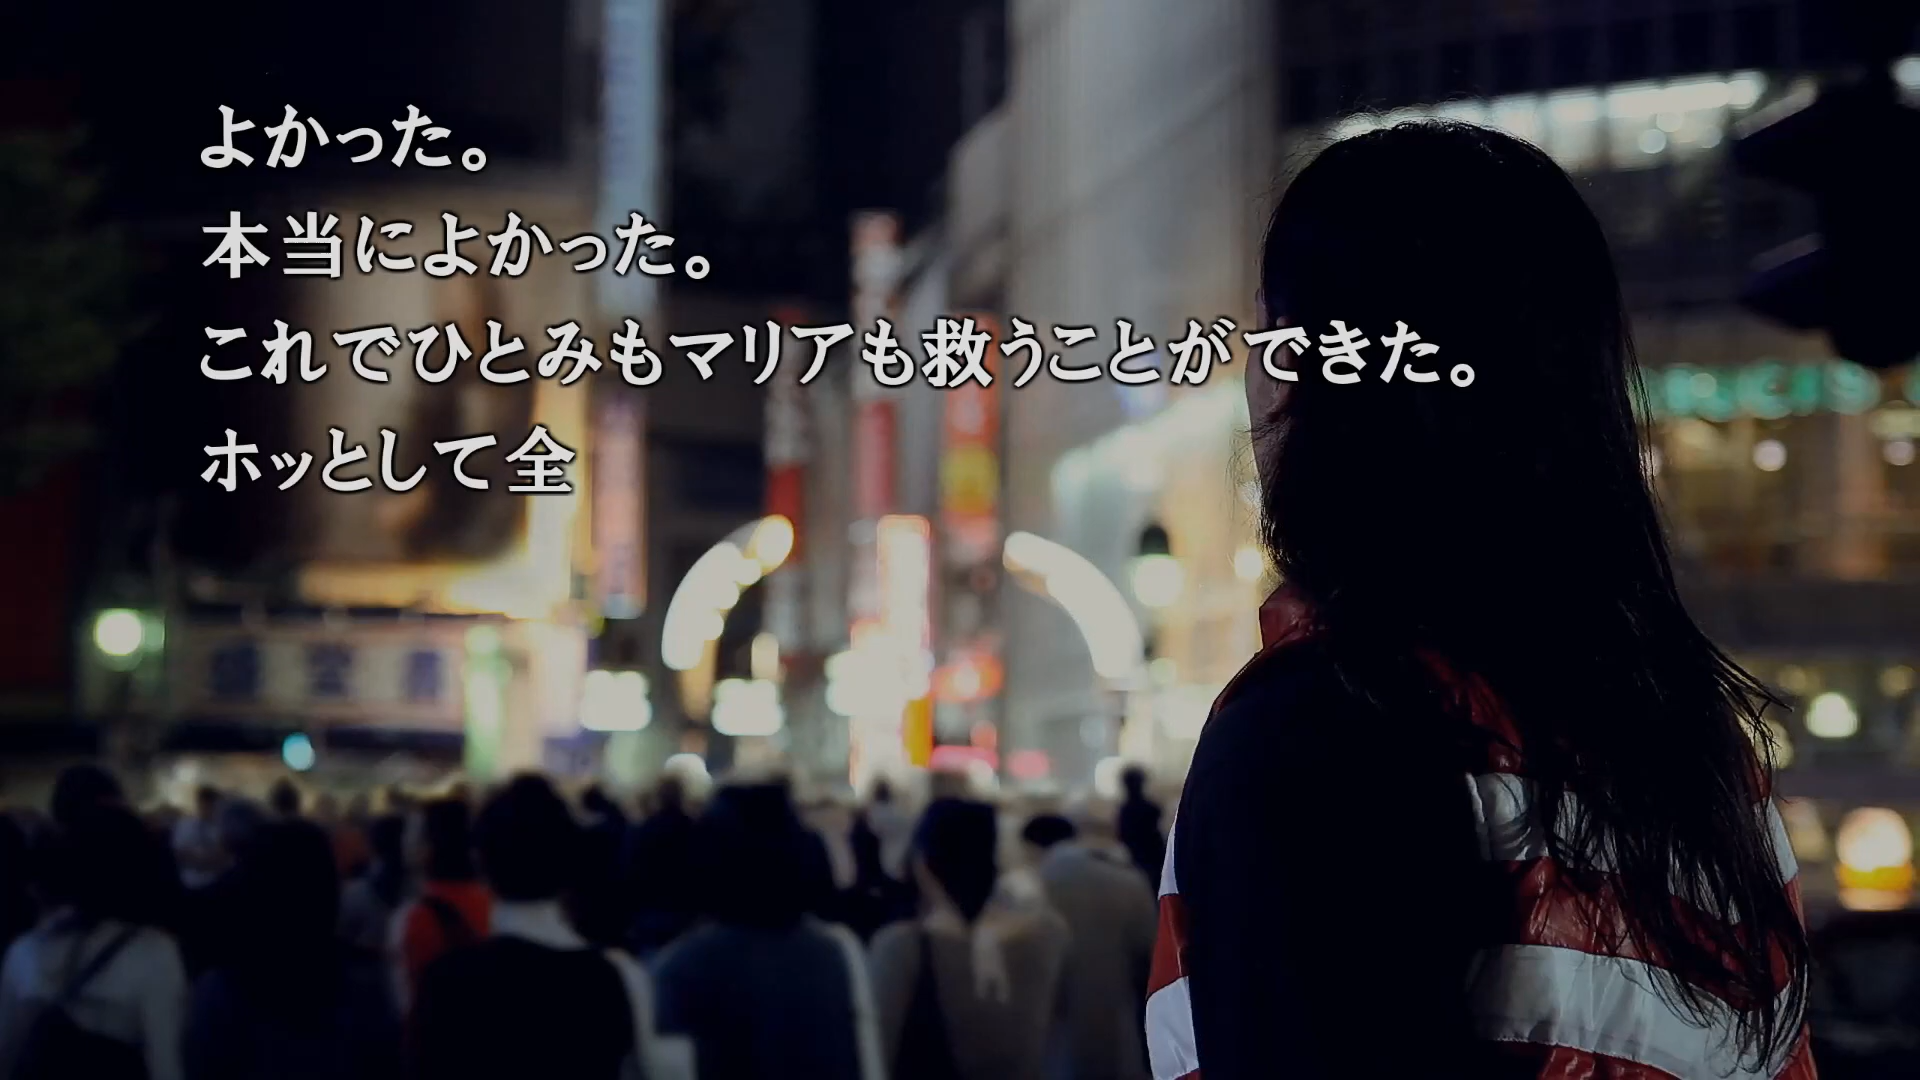 よかった。
本当によかった。
これでひとみもマリアも救うことができた。
ホッとして全